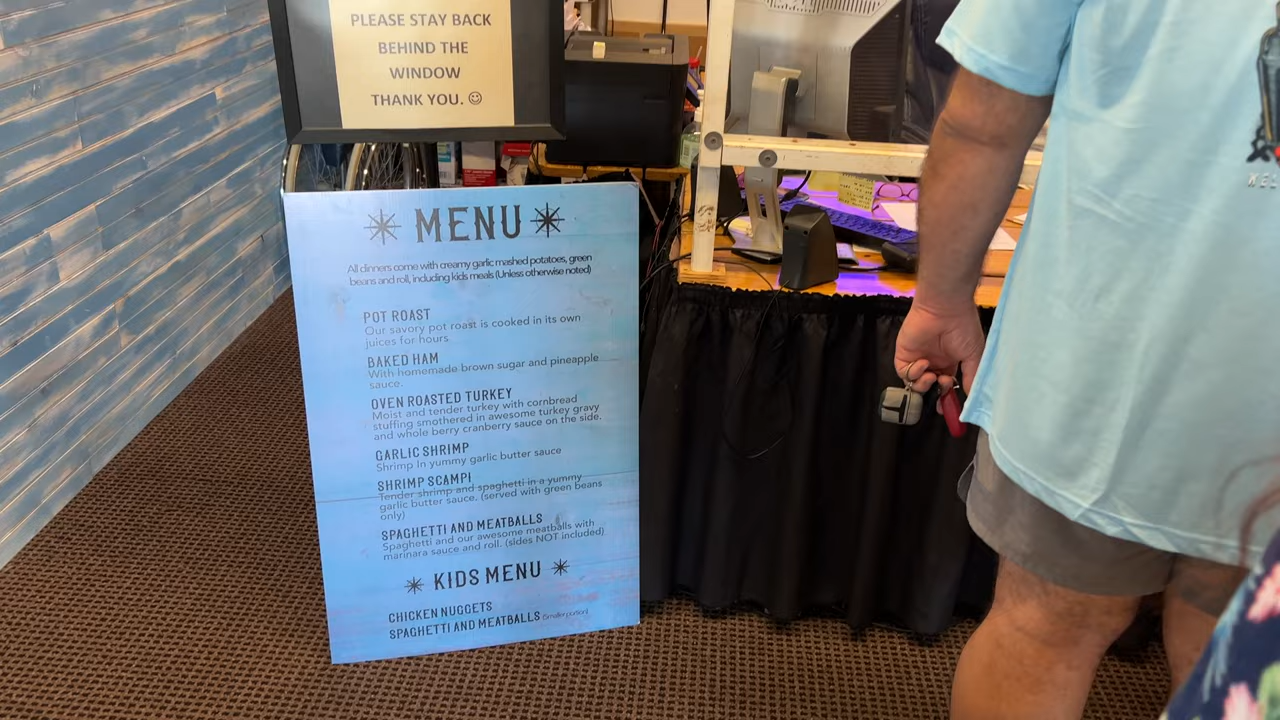 PLEASE STAY BACK
BEHIND THE
WINDOW
THANK YOU. ☺
MENU
All dinners come with creamy garlic mashed potatoes, green
beans and roll, including kids meals (Unless otherwise noted)
POT ROAST
Our savory pot roast is cooked in its own
juices for hours
BAKED HAM
With homemade brown sugar and pineapple
sauce.
OVEN ROASTED TURKEY
Moist and tender turkey with cornbread
stuffing smothered in awesome turkey gravy
and whole berry cranberry sauce on the side.
GARLIC SHRIMP
Shrimp In yummy garlic butter sauce
SHRIMP SCAMPI
Tender shrimp and spaghetti in a yummy
garlic butter sauce. (served with green beans
only)
SPAGHETTI AND MEATBALLS
Spaghetti and our awesome meatballs with
marinara sauce and roll. (sides NOT included)
KIDS MENU
CHICKEN NUGGETS
SPAGHETTI AND MEATBALLS (Smaller portion)